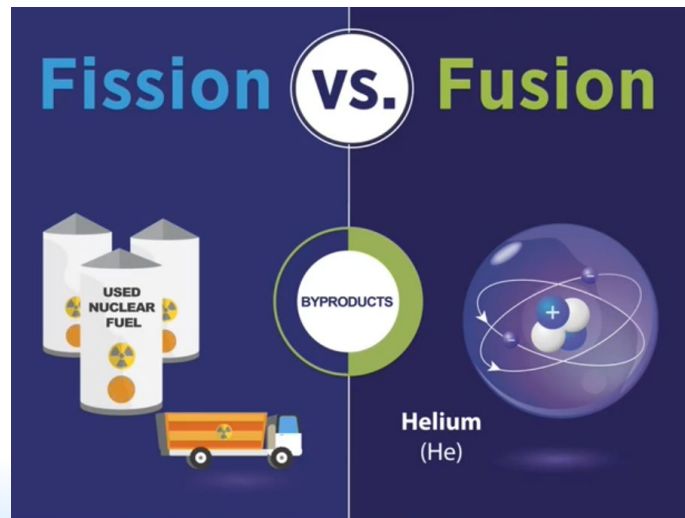 Fission vs. Fusion
USED
NUCLEAR
FUEL
BYPRODUCTS
+
Helium
(He)